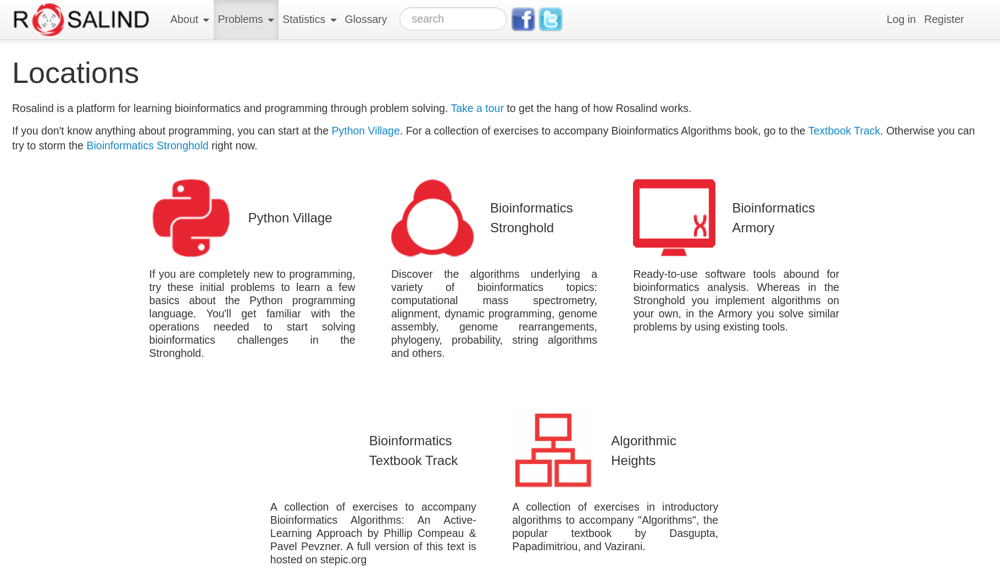 ROSALIND About Problems Statistics Glossary search Log in Register
Locations
Rosalind is a platform for learning bioinformatics and programming through problem solving. Take a tour to get the hang of how Rosalind works.
If you don't know anything about programming, you can start at the Python Village. For a collection of exercises to accompany Bioinformatics Algorithms book, go to the Textbook Track. Otherwise you can
try to storm the Bioinformatics Stronghold right now.
Python Village
If you are completely new to programming,
try these initial problems to learn a few
basics about the Python programming
language. You'll get familiar with the
operations needed to start solving
bioinformatics challenges in the
Stronghold.
Bioinformatics
Stronghold
Discover the algorithms underlying a
variety of bioinformatics topics:
computational mass spectrometry,
alignment, dynamic programming, genome
assembly, genome rearrangements,
phylogeny, probability, string algorithms
and others.
Bioinformatics
Armory
Ready-to-use software tools abound for
bioinformatics analysis. Whereas in the
Stronghold you implement algorithms on
your own, in the Armory you solve similar
problems by using existing tools.
Bioinformatics
Textbook Track
A collection of exercises to accompany
Bioinformatics Algorithms: An Active-
Learning Approach by Phillip Compeau &
Pavel Pevzner. A full version of this text is
hosted on stepic.org
Algorithmic
Heights
A collection of exercises in introductory
algorithms to accompany "Algorithms", the
popular textbook by Dasgupta,
Papadimitriou, and Vazirani.